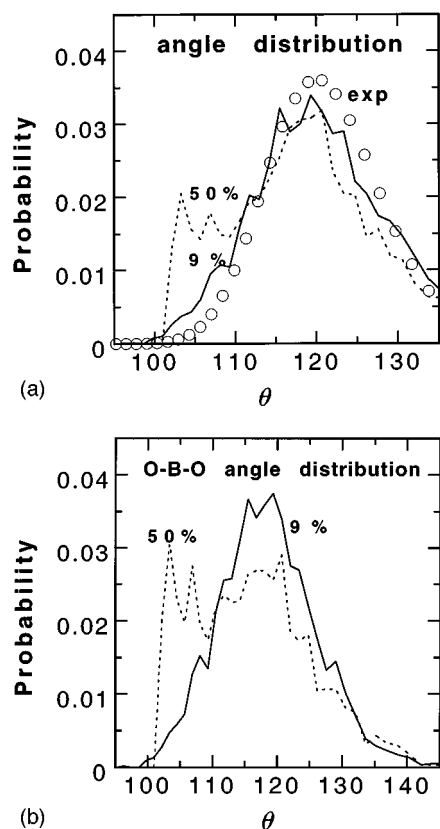 angle distribution
exp
50%
9%
Probability
0.04
0.03
0.02
0.01
0
100 110 120 130
θ
(a)
O-B-O angle distribution
50%
9 %
Probability
0.04
0.03
0.02
0.01
0
100 110 120 130 140
θ
(b)